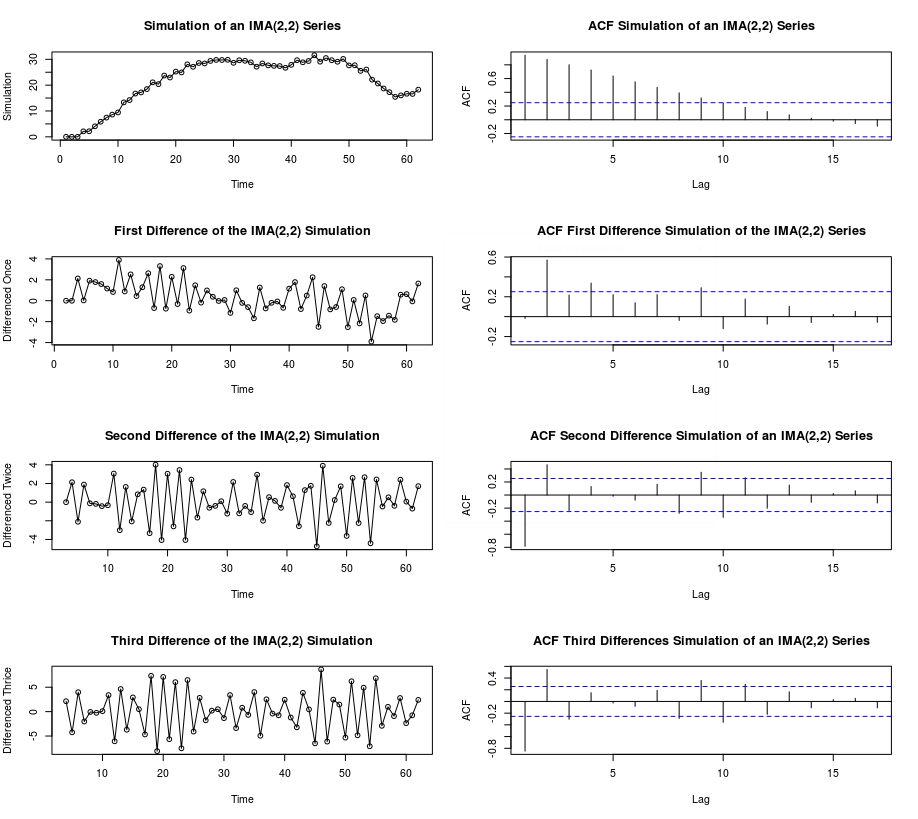 Simulation of an IMA(2,2) Series
Simulation
0 10 20 30
0 10 20 30 40 50 60
Time
ACF Simulation of an IMA(2,2) Series
ACF
-0.2 0.2 0.6
5 10 15
Lag
First Difference of the IMA(2,2) Simulation
Differenced Once
-4 -2 0 2 4
0 10 20 30 40 50 60
Time
ACF First Difference Simulation of the IMA(2,2) Series
ACF
-0.2 0.2 0.6
5 10 15
Lag
Second Difference of the IMA(2,2) Simulation
Differenced Twice
-4 0 2 4
10 20 30 40 50 60
Time
ACF Second Difference Simulation of an IMA(2,2) Series
ACF
-0.8 -0.2 0.2
5 10 15
Lag
Third Difference of the IMA(2,2) Simulation
Differenced Thrice
-5 0 5
10 20 30 40 50 60
Time
ACF Third Differences Simulation of an IMA(2,2) Series
ACF
-0.8 -0.2 0.4
5 10 15
Lag